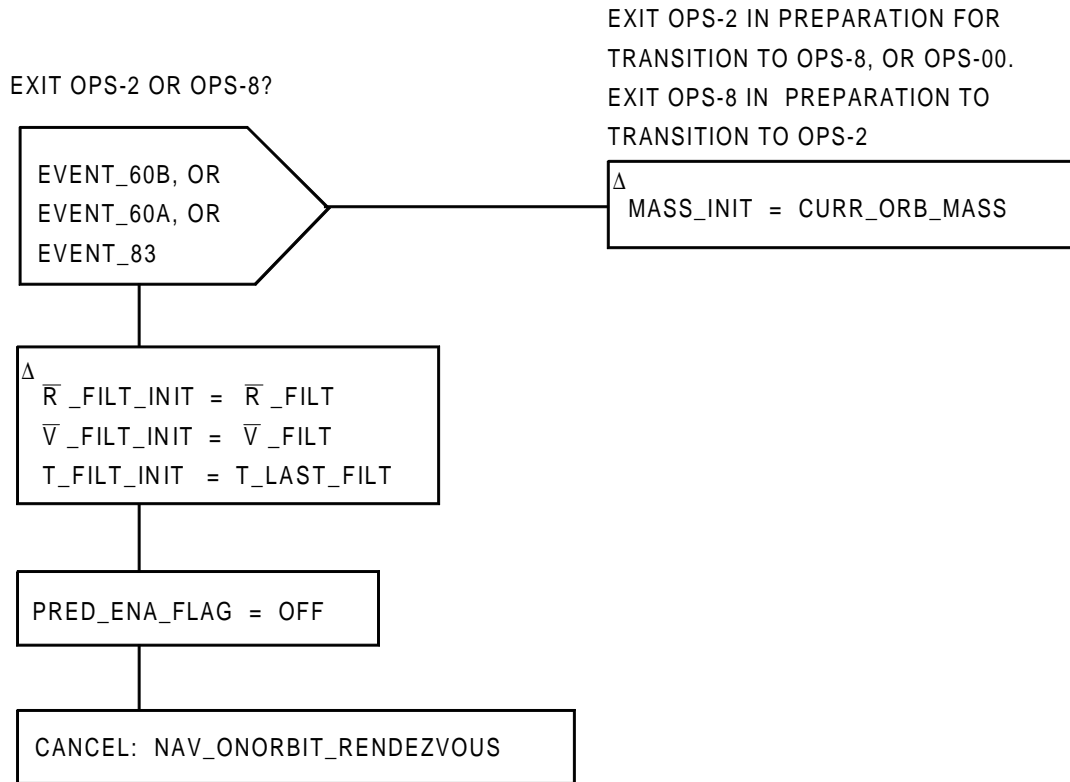 EXIT OPS-2 IN PREPARATION FOR
TRANSITION TO OPS-8, OR OPS-00.
EXIT OPS-8 IN PREPARATION TO
TRANSITION TO OPS-2
EXIT OPS-2 OR OPS-8?
EVENT_60B, OR
EVENT_60A, OR
EVENT_83
Δ
MASS_INIT = CURR_ORB_MASS
Δ
R̅_FILT_INIT = R̅_FILT
V̅_FILT_INIT = V̅_FILT
T_FILT_INIT = T_LAST_FILT
PRED_ENA_FLAG = OFF
CANCEL: NAV_ONORBIT_RENDEZVOUS